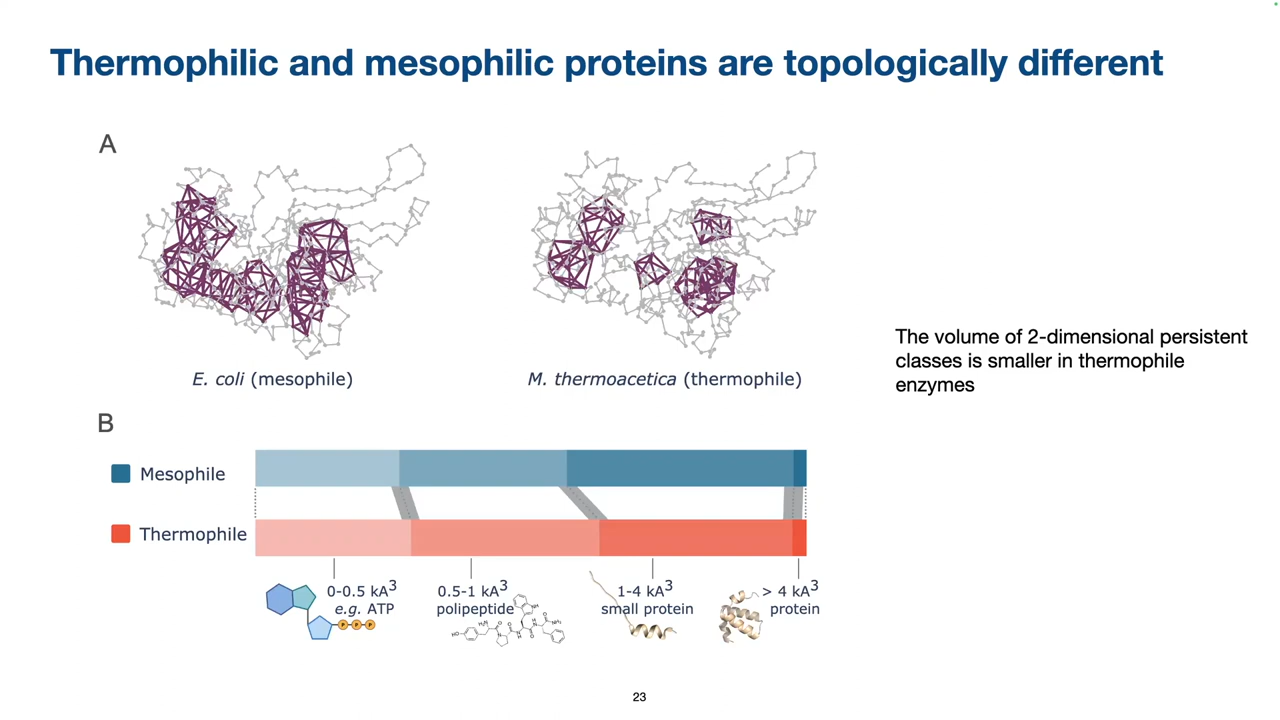 Thermophilic and mesophilic proteins are topologically different
A
E. coli (mesophile)
M. thermoacetica (thermophile)
The volume of 2-dimensional persistent
classes is smaller in thermophile
enzymes
B
Mesophile
Thermophile
0-0.5 kA³
e.g. ATP
P P P
0.5-1 kA³
polipeptide
1-4 kA³
small protein
> 4 kA³
protein
23